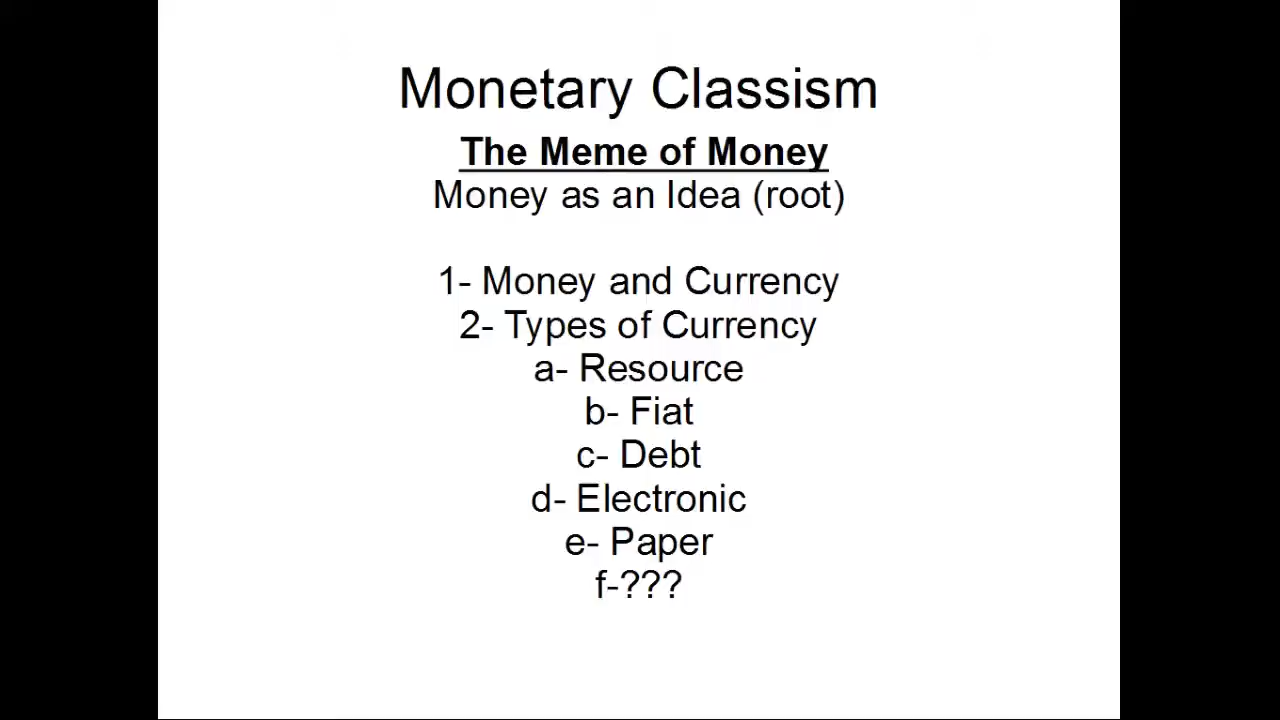 Monetary Classism
The Meme of Money
Money as an Idea (root)
1- Money and Currency
2- Types of Currency
a- Resource
b- Fiat
c- Debt
d- Electronic
e- Paper
f-???